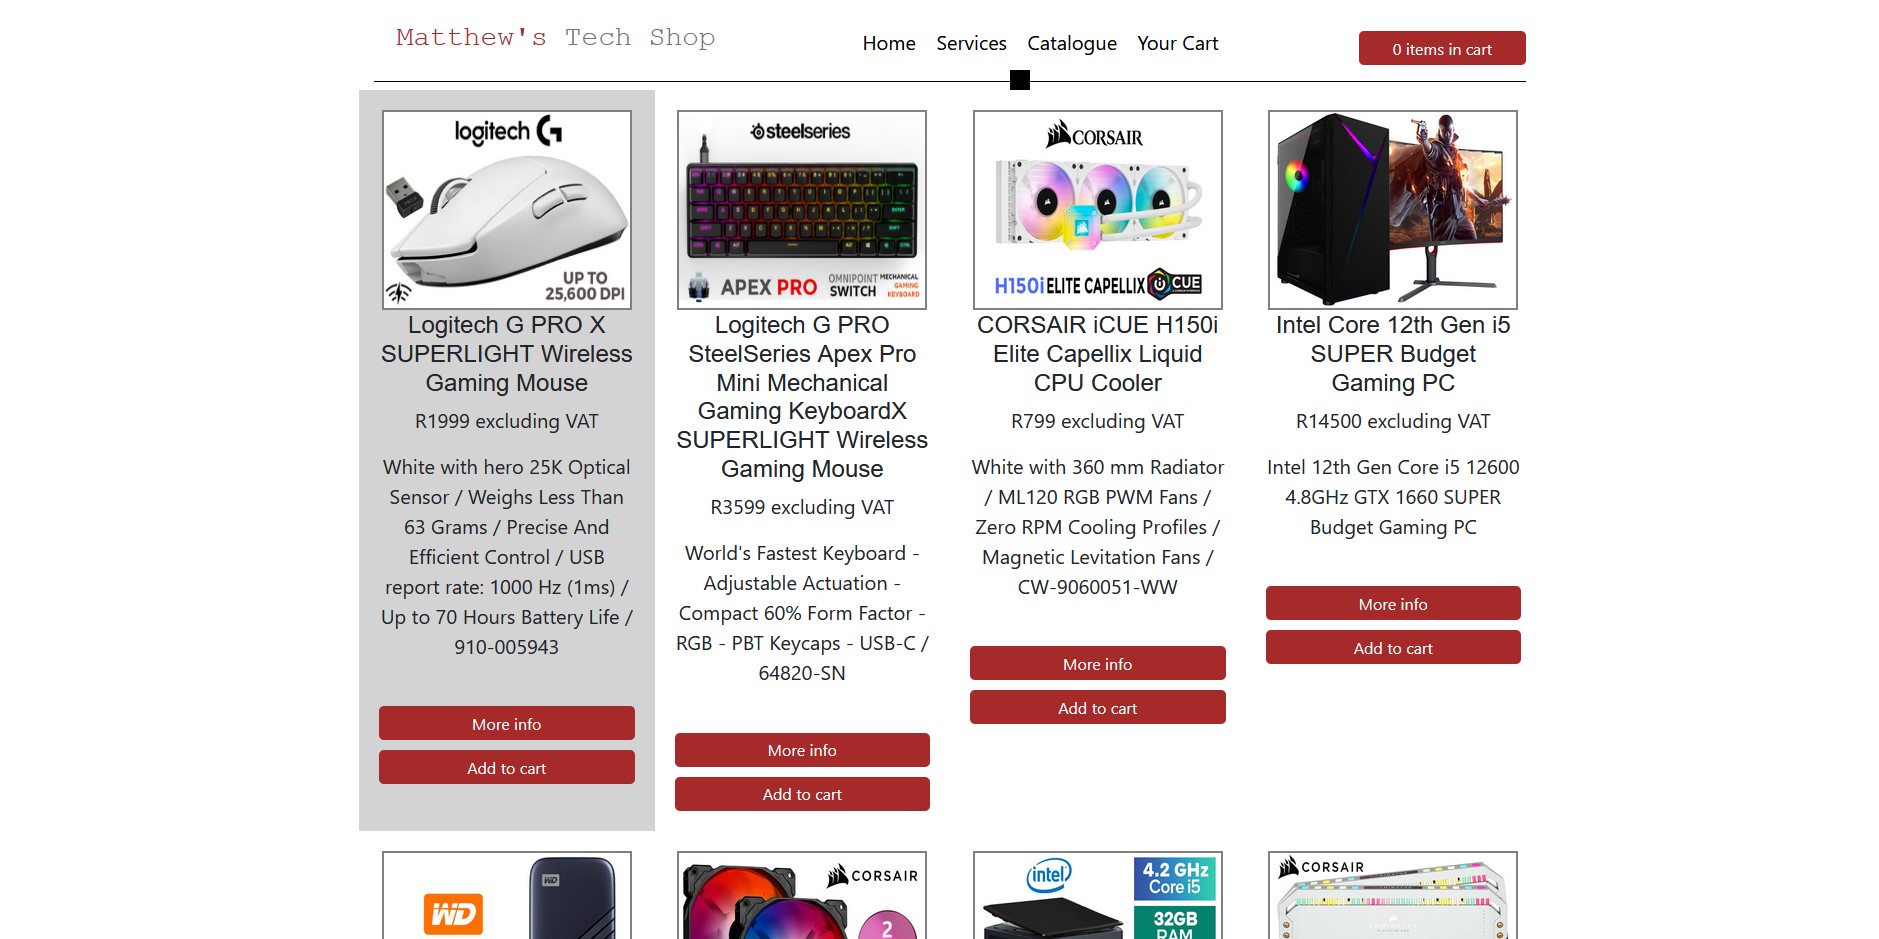 Matthew's Tech Shop
Home Services Catalogue Your Cart
0 items in cart
logitech G
UP TO
25,600 DPI
Logitech G PRO X
SUPERLIGHT Wireless
Gaming Mouse
R1999 excluding VAT
White with hero 25K Optical
Sensor / Weighs Less Than
63 Grams / Precise And
Efficient Control / USB
report rate: 1000 Hz (1ms) /
Up to 70 Hours Battery Life /
910-005943
More info
Add to cart
steelseries
APEX PRO
OMNIPOINT
SWITCH
MECHANICAL
GAMING
KEYBOARD
Logitech G PRO
SteelSeries Apex Pro
Mini Mechanical
Gaming KeyboardX
SUPERLIGHT Wireless
Gaming Mouse
R3599 excluding VAT
World's Fastest Keyboard -
Adjustable Actuation -
Compact 60% Form Factor -
RGB - PBT Keycaps - USB-C /
64820-SN
More info
Add to cart
CORSAIR
H150i ELITE CAPELLIX iCUE
CORSAIR iCUE H150i
Elite Capellix Liquid
CPU Cooler
R799 excluding VAT
White with 360 mm Radiator
/ ML120 RGB PWM Fans /
Zero RPM Cooling Profiles /
Magnetic Levitation Fans /
CW-9060051-WW
More info
Add to cart
Intel Core 12th Gen i5
SUPER Budget
Gaming PC
R14500 excluding VAT
Intel 12th Gen Core i5 12600
4.8GHz GTX 1660 SUPER
Budget Gaming PC
More info
Add to cart
WD
WD
CORSAIR
2
intel
4.2 GHz
Core i5
32GB
RAM
CORSAIR